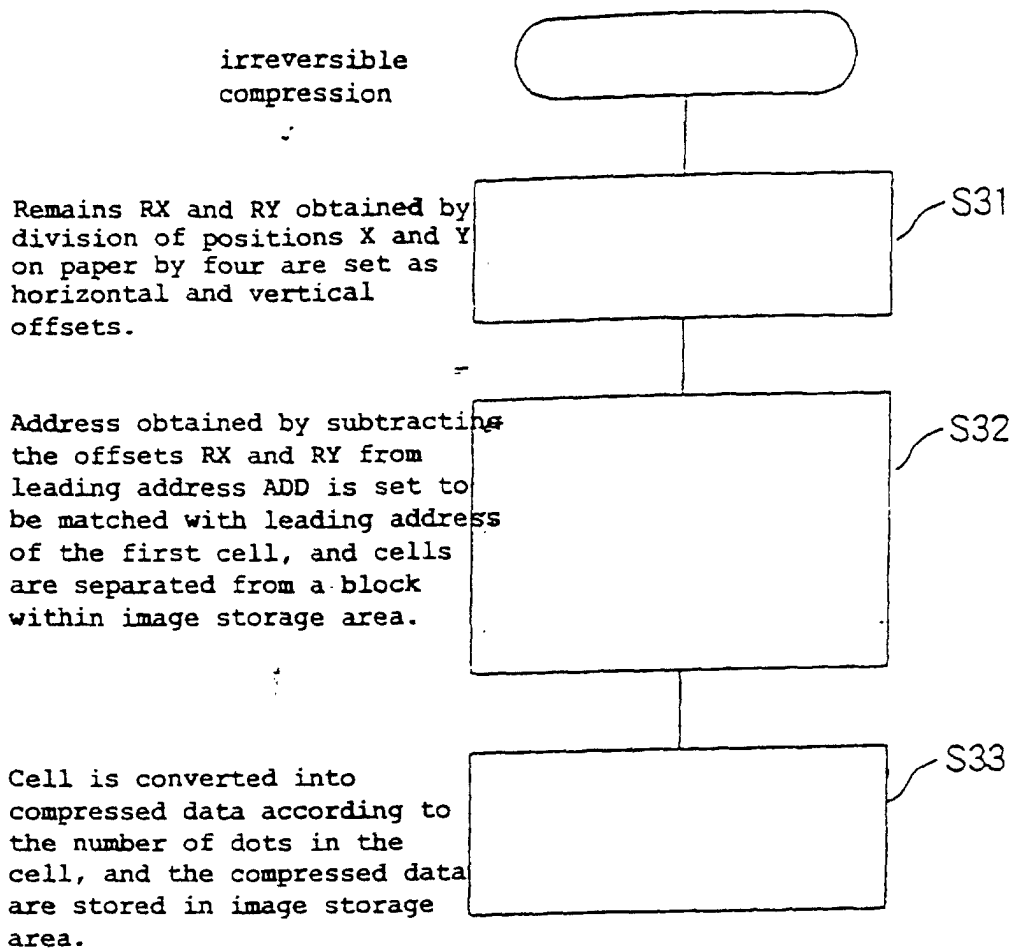 irreversible
compression
Remains RX and RY obtained by
division of positions X and Y
on paper by four are set as
horizontal and vertical
offsets.
S31
Address obtained by subtracting
the offsets RX and RY from
leading address ADD is set to
be matched with leading address
of the first cell, and cells
are separated from a block
within image storage area.
S32
Cell is converted into
compressed data according to
the number of dots in the
cell, and the compressed data
are stored in image storage
area.
S33